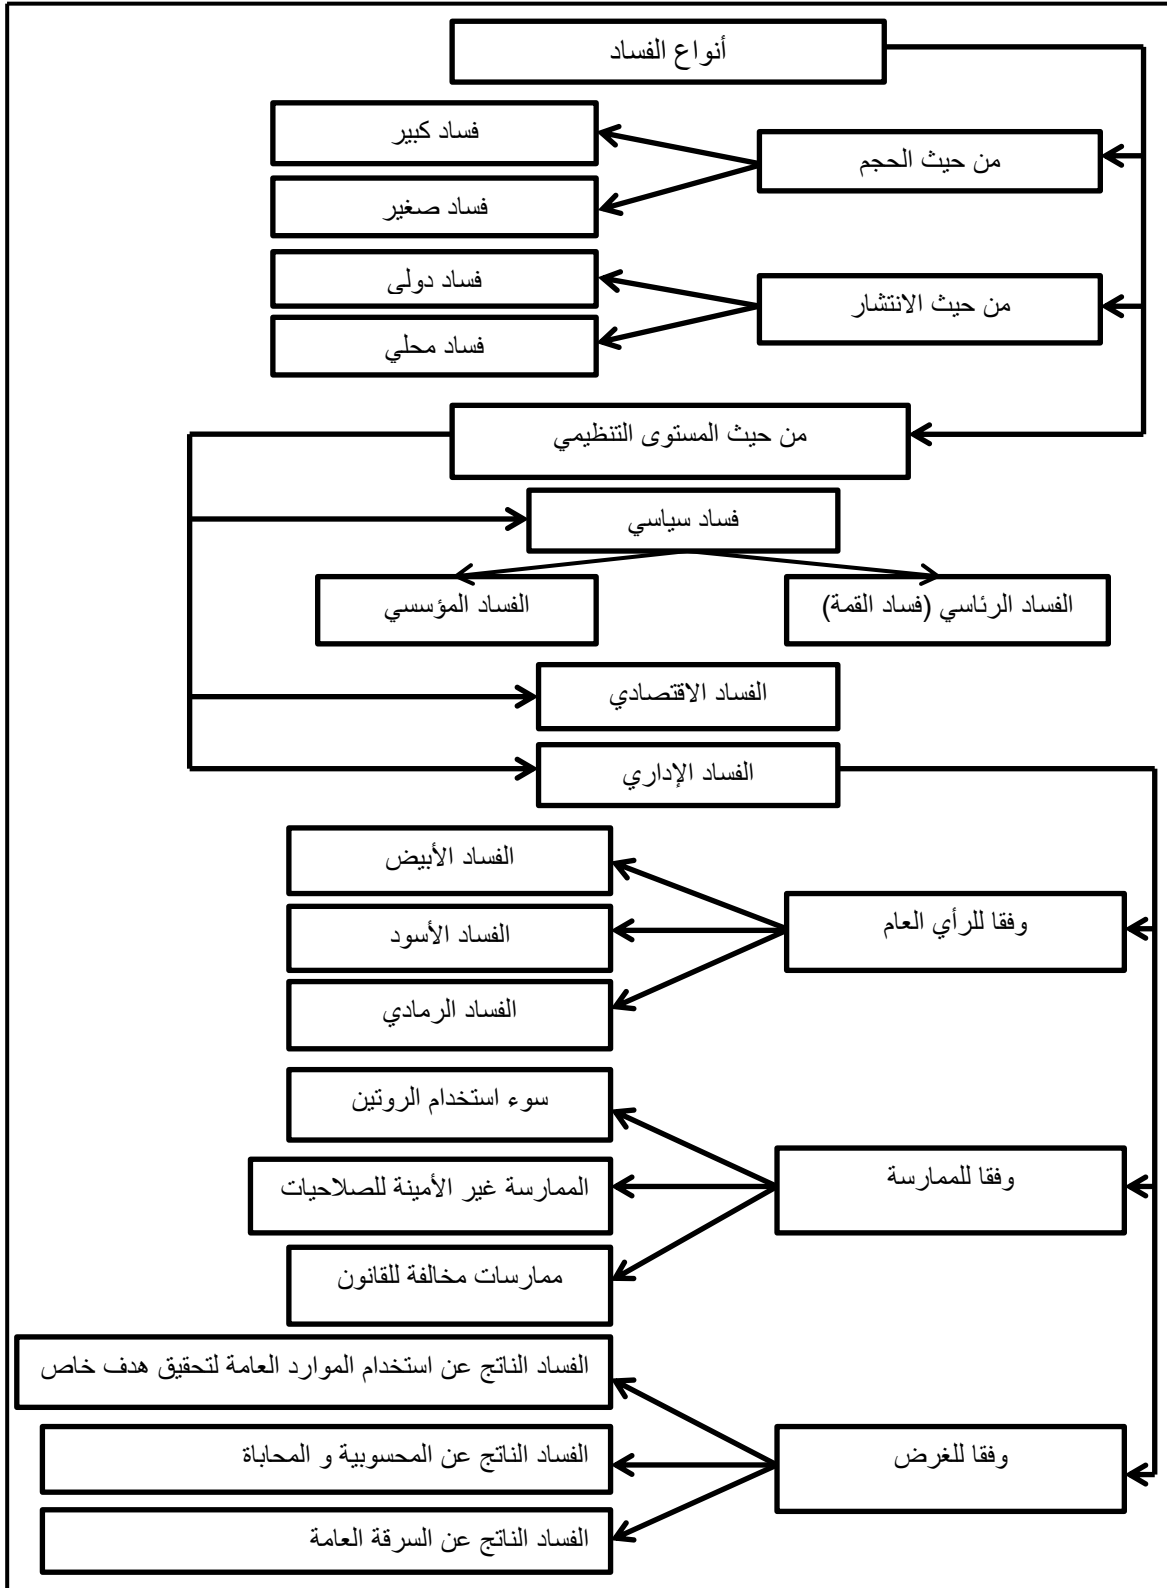 أنواع الفساد
من حيث الحجم
فساد كبير
فساد صغير
من حيث الانتشار
فساد دولى
فساد محلي
من حيث المستوى التنظيمي
فساد سياسي
الفساد الرئاسي (فساد القمة)
الفساد المؤسسي
الفساد الاقتصادي
الفساد الإداري
وفقا للرأي العام
الفساد الأبيض
الفساد الأسود
الفساد الرمادي
وفقا للممارسة
سوء استخدام الروتين
الممارسة غير الأمينة للصلاحيات
ممارسات مخالفة للقانون
وفقا للغرض
الفساد الناتج عن استخدام الموارد العامة لتحقيق هدف خاص
الفساد الناتج عن المحسوبية و المحاباة
الفساد الناتج عن السرقة العامة